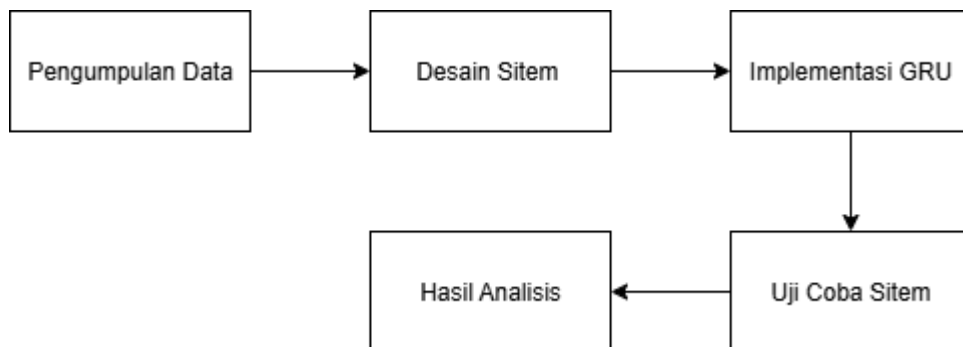 Pengumpulan Data
Desain Sitem
Implementasi GRU
Hasil Analisis
Uji Coba Sitem